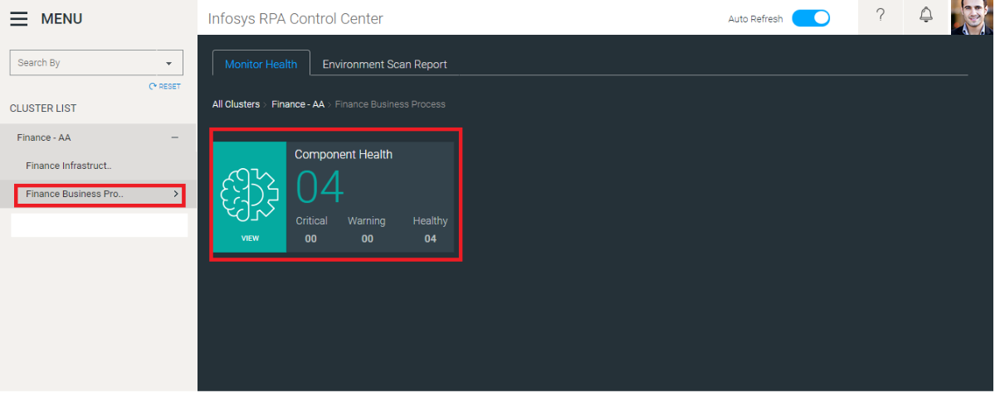 MENU
Infosys RPA Control Center
Auto Refresh
?
Search By
RESET
CLUSTER LIST
Finance - AA
Finance Infrastruct..
Finance Business Pro.. >
Monitor Health
Environment Scan Report
All Clusters > Finance - AA > Finance Business Process
Component Health
04
Critical Warning Healthy
00 00 04
VIEW